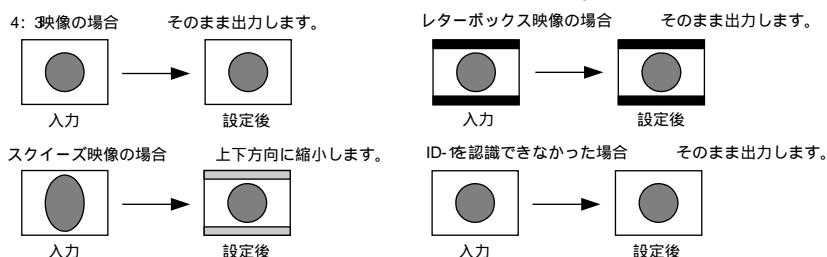 4：3映像の場合 そのまま出力します。
入力 設定後
レターボックス映像の場合 そのまま出力します。
入力 設定後
スクイーズ映像の場合 上下方向に縮小します。
入力 設定後
ID-1を認識できなかった場合 そのまま出力します。
入力 設定後